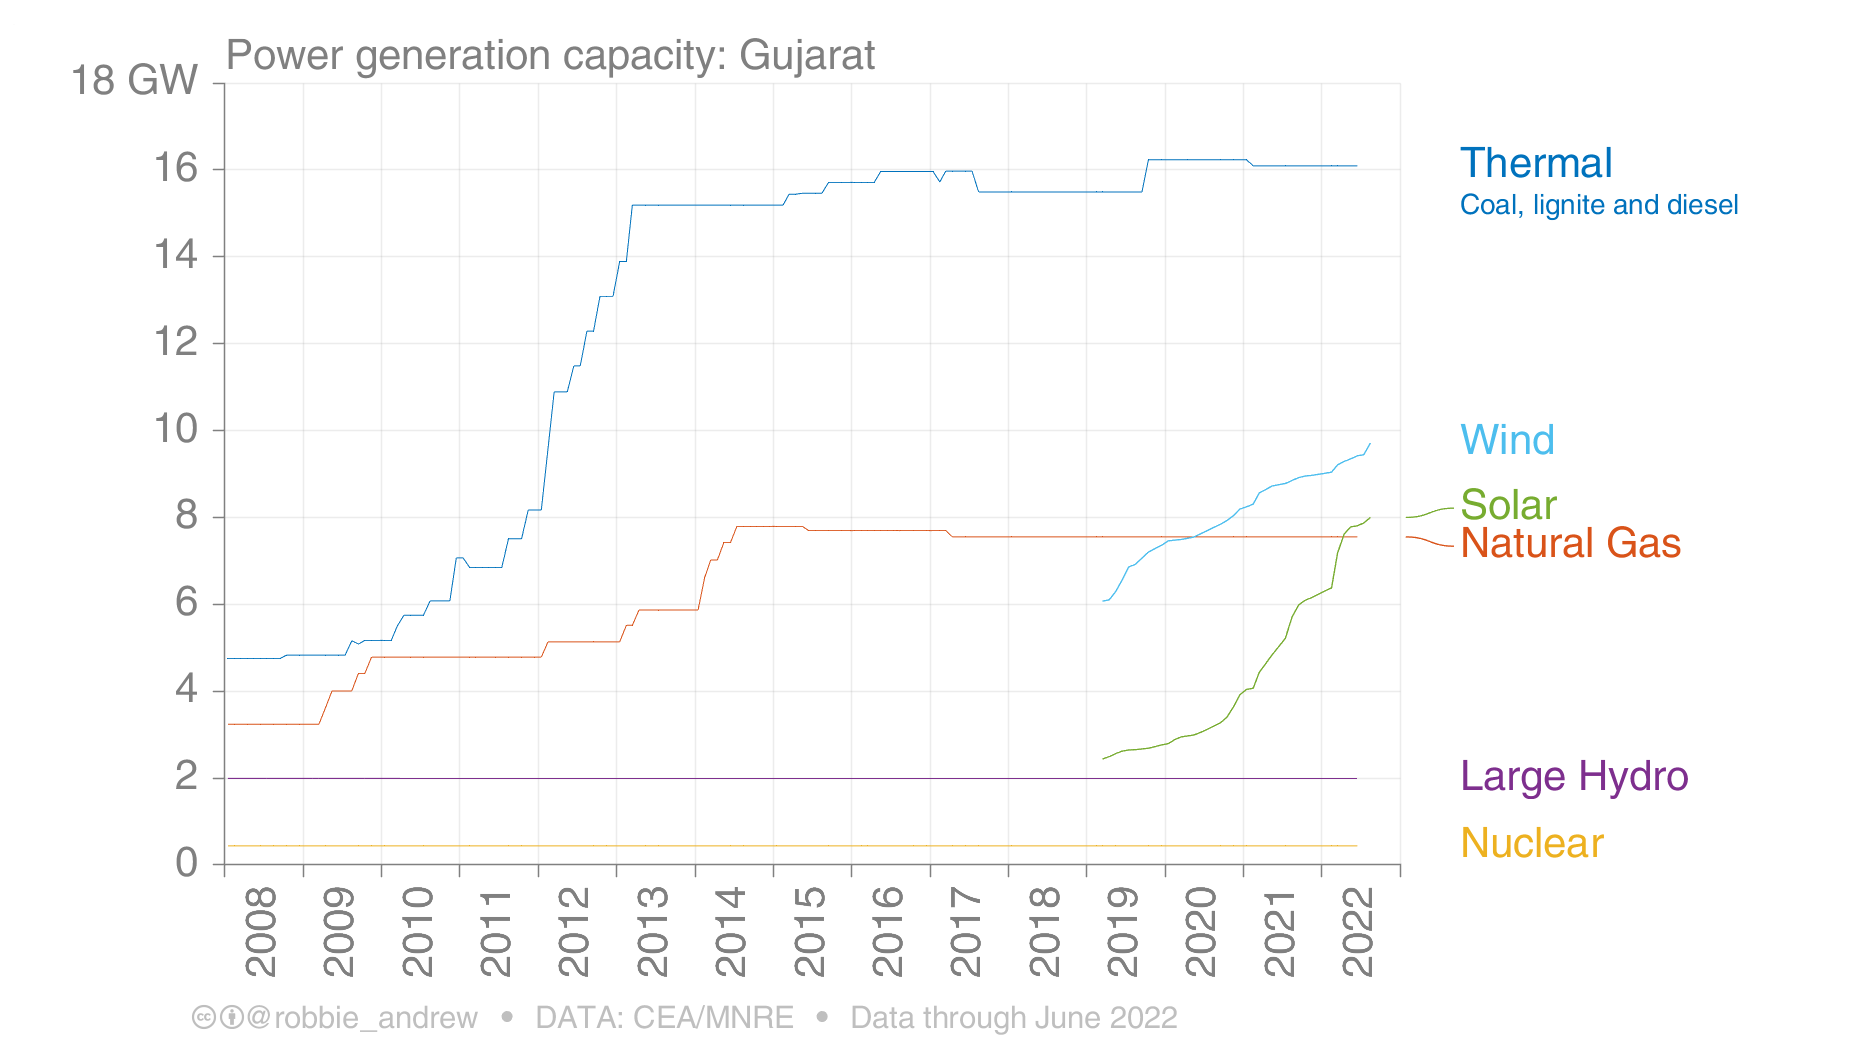 Power generation capacity: Gujarat
18 GW
16
14
12
10
8
6
4
2
0
Thermal
Coal, lignite and diesel
Wind
Solar
Natural Gas
Large Hydro
Nuclear
2008 2009 2010 2011 2012 2013 2014 2015 2016 2017 2018 2019 2020 2021 2022
cc @robbie_andrew • DATA: CEA/MNRE • Data through June 2022